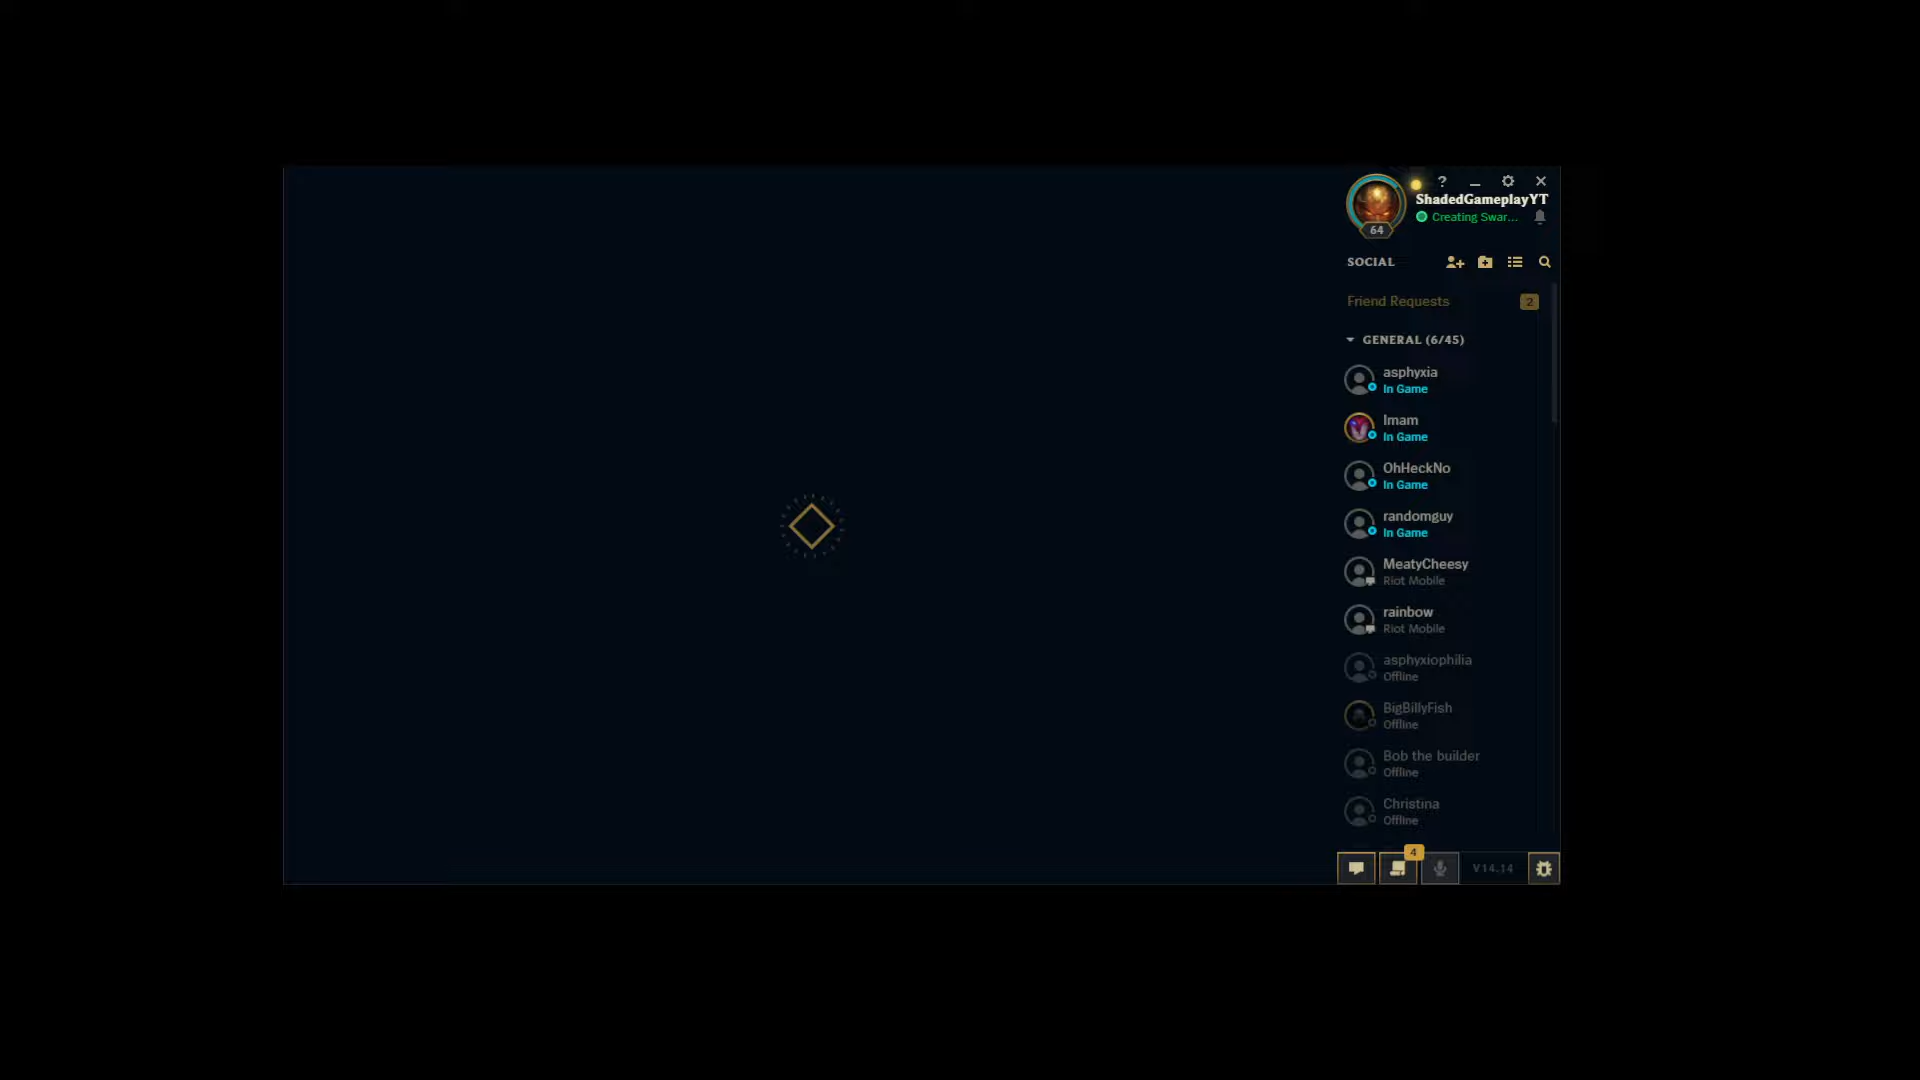 ?
ShadedGameplayYT
Creating Swar...
64
SOCIAL
Friend Requests
2
GENERAL (6/45)
asphyxia
In Game
Imam
In Game
OhHeckNo
In Game
randomguy
In Game
MeatyCheesy
Riot Mobile
rainbow
Riot Mobile
asphyxiophilia
Offline
BigBillyFish
Offline
Bob the builder
Offline
Christina
Offline
4
V14.14